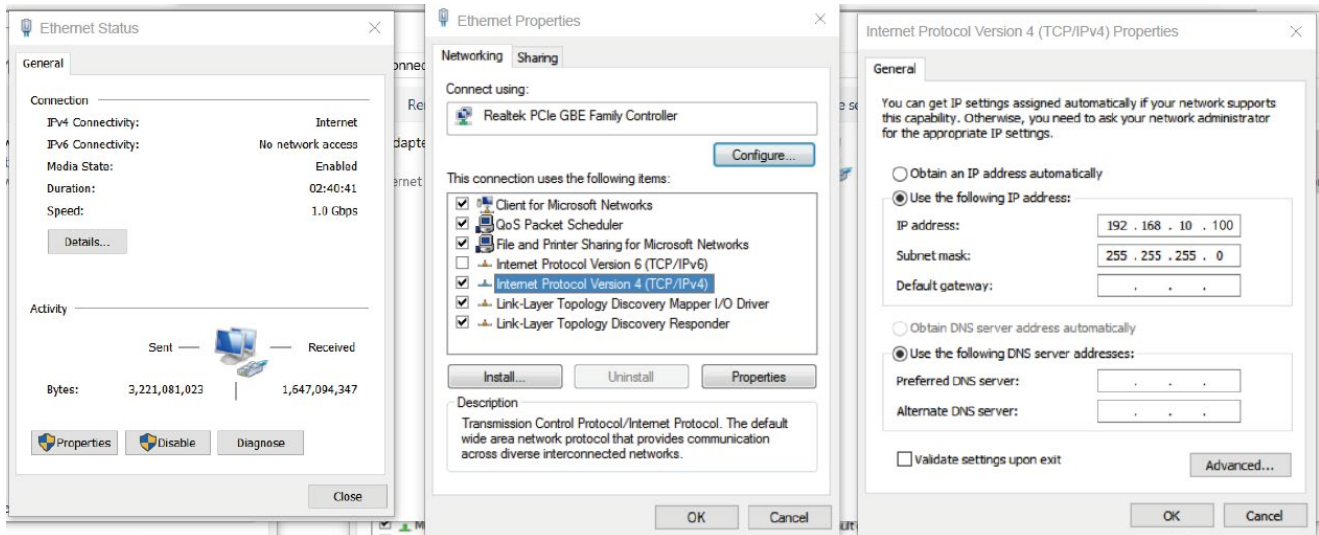 Ethernet Status
General
Connection
IPv4 Connectivity: Internet
IPv6 Connectivity: No network access
Media State: Enabled
Duration: 02:40:41
Speed: 1.0 Gbps
Details...
Activity
Sent Received
Bytes: 3,221,081,023 1,647,094,347
Properties Disable Diagnose
Close
Ethernet Properties
Networking Sharing
Connect using:
Realtek PCIe GBE Family Controller
Configure...
This connection uses the following items:
Client for Microsoft Networks
QoS Packet Scheduler
File and Printer Sharing for Microsoft Networks
Internet Protocol Version 6 (TCP/IPv6)
Internet Protocol Version 4 (TCP/IPv4)
Link-Layer Topology Discovery Mapper I/O Driver
Link-Layer Topology Discovery Responder
Install... Uninstall Properties
Description
Transmission Control Protocol/Internet Protocol. The default
wide area network protocol that provides communication
across diverse interconnected networks.
OK Cancel
Internet Protocol Version 4 (TCP/IPv4) Properties
General
You can get IP settings assigned automatically if your network supports
this capability. Otherwise, you need to ask your network administrator
for the appropriate IP settings.
Obtain an IP address automatically
Use the following IP address:
IP address: 192 . 168 . 10 . 100
Subnet mask: 255 . 255 . 255 . 0
Default gateway: . . .
Obtain DNS server address automatically
Use the following DNS server addresses:
Preferred DNS server: . . .
Alternate DNS server: . . .
Validate settings upon exit
Advanced...
OK Cancel